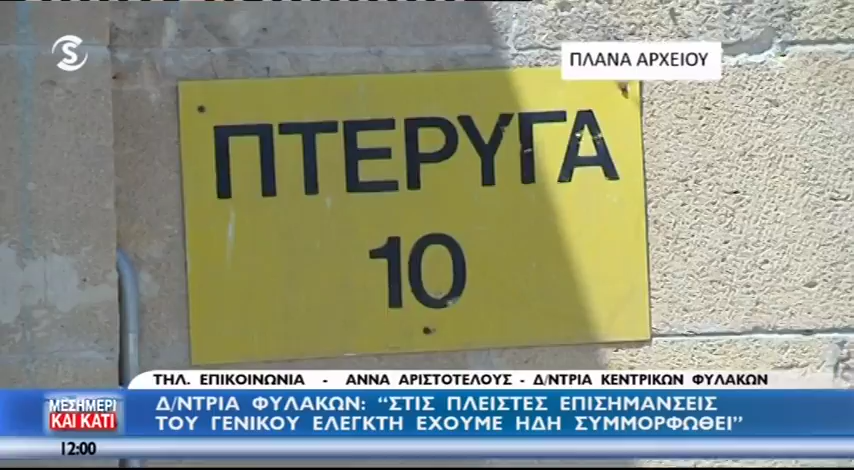 S
ΠΛΑΝΑ ΑΡΧΕΙΟΥ
ΠΤΕΡΥΓΑ
10
ΤΗΛ. ΕΠΙΚΟΙΝΩΝΙΑ - ΑΝΝΑ ΑΡΙΣΤΟΤΕΛΟΥΣ - Δ/ΝΤΡΙΑ ΚΕΝΤΡΙΚΩΝ ΦΥΛΑΚΩΝ
ΜΕΣΗΜΕΡΙ
ΚΑΙ ΚΑΤΙ
Δ/ΝΤΡΙΑ ΦΥΛΑΚΩΝ: “ΣΤΙΣ ΠΛΕΙΣΤΕΣ ΕΠΙΣΗΜΑΝΣΕΙΣ
ΤΟΥ ΓΕΝΙΚΟΥ ΕΛΕΓΚΤΗ ΕΧΟΥΜΕ ΗΔΗ ΣΥΜΜΟΡΦΩΘΕΙ”
12:00